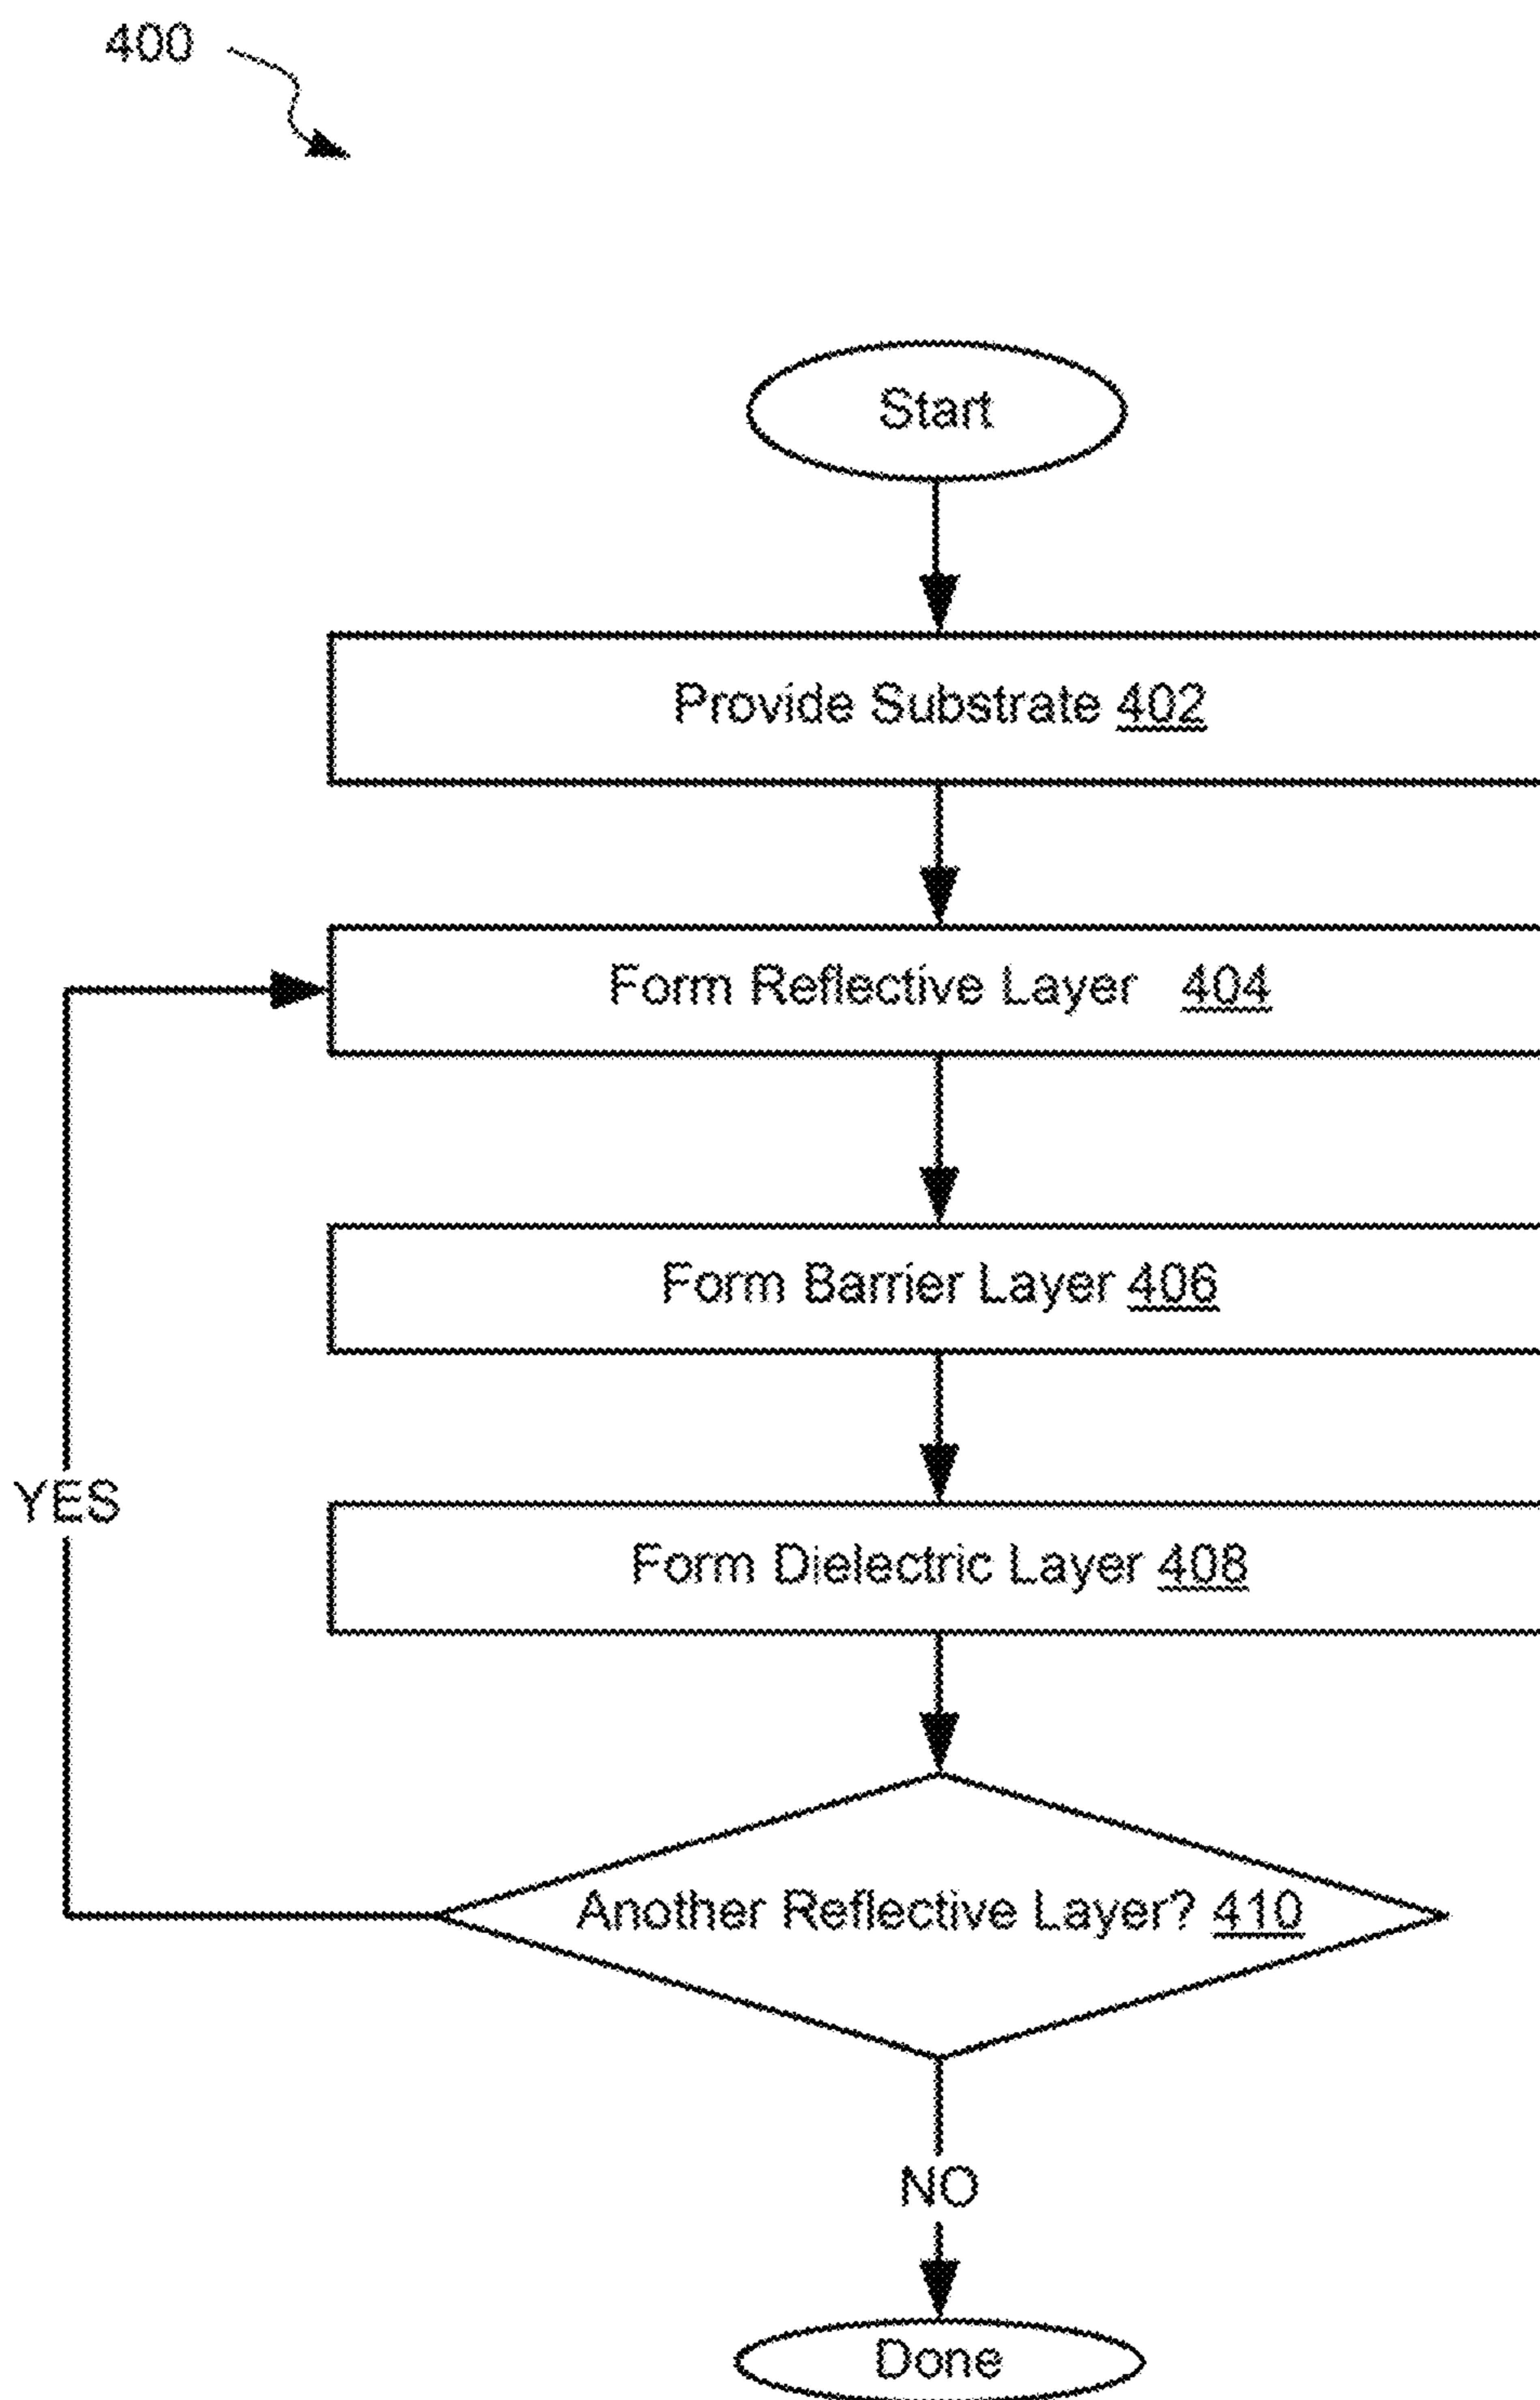 400
Start
Provide Substrate 402
Form Reflective Layer 404
Form Barrier Layer 406
YES
Form Dielectric Layer 408
Another Reflective Layer? 410
NO
Done